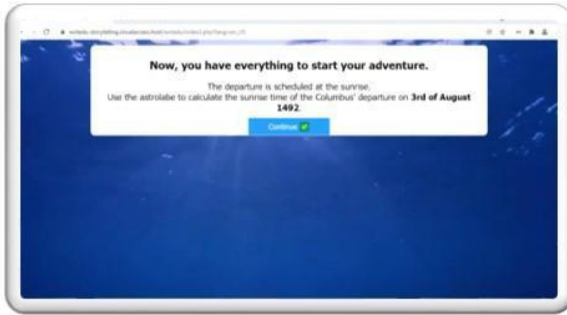 Now, you have everything to start your adventure.
The departure is scheduled at the sunrise.
Use the astrolabe to calculate the sunrise time of the Columbus' departure on 3rd of August
1492.
Continue